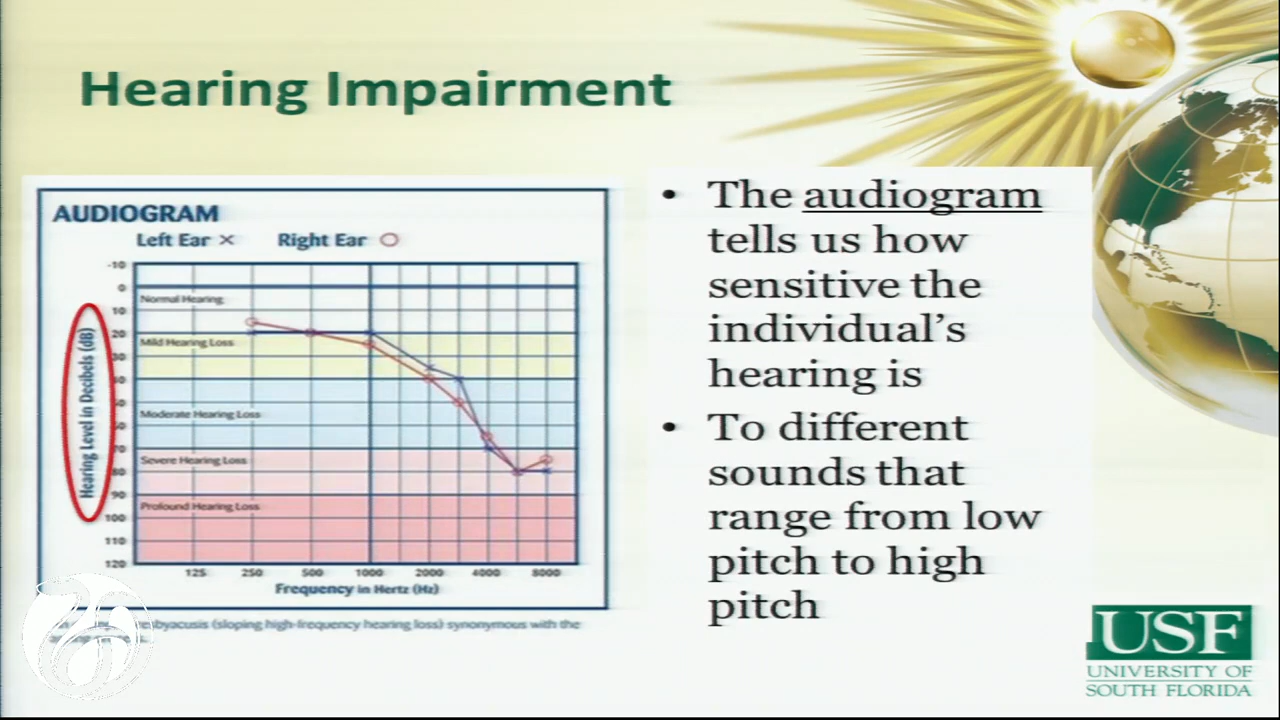 Hearing Impairment
AUDIOGRAM
Left Ear × Right Ear ○
-10
0
10
20
30
40
50
60
70
80
90
100
110
120
Hearing Level in Decibels (dB)
Normal Hearing
Mild Hearing Loss
Moderate Hearing Loss
Severe Hearing Loss
Profound Hearing Loss
125 250 500 1000 2000 4000 8000
Frequency in Hertz (Hz)
(sloping high-frequency hearing loss) synonymous with the
• The audiogram
tells us how
sensitive the
individual’s
hearing is
• To different
sounds that
range from low
pitch to high
pitch
USF
UNIVERSITY OF
SOUTH FLORIDA